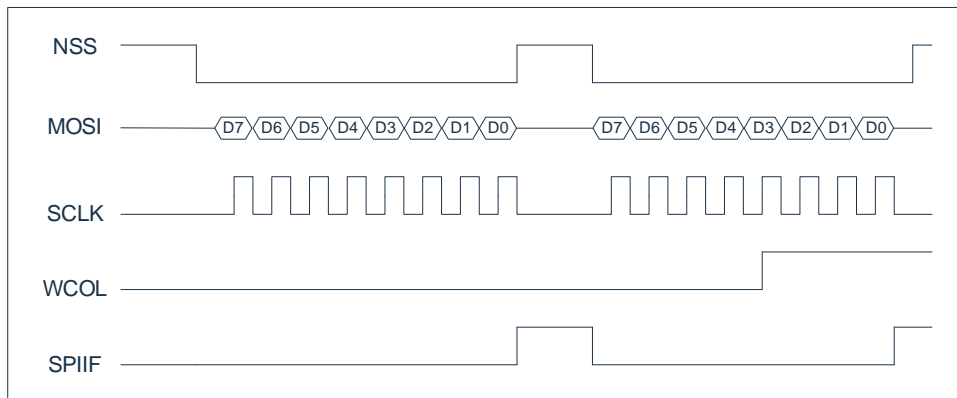 NSS
MOSI D7 D6 D5 D4 D3 D2 D1 D0 D7 D6 D5 D4 D3 D2 D1 D0
SCLK
WCOL
SPIIF